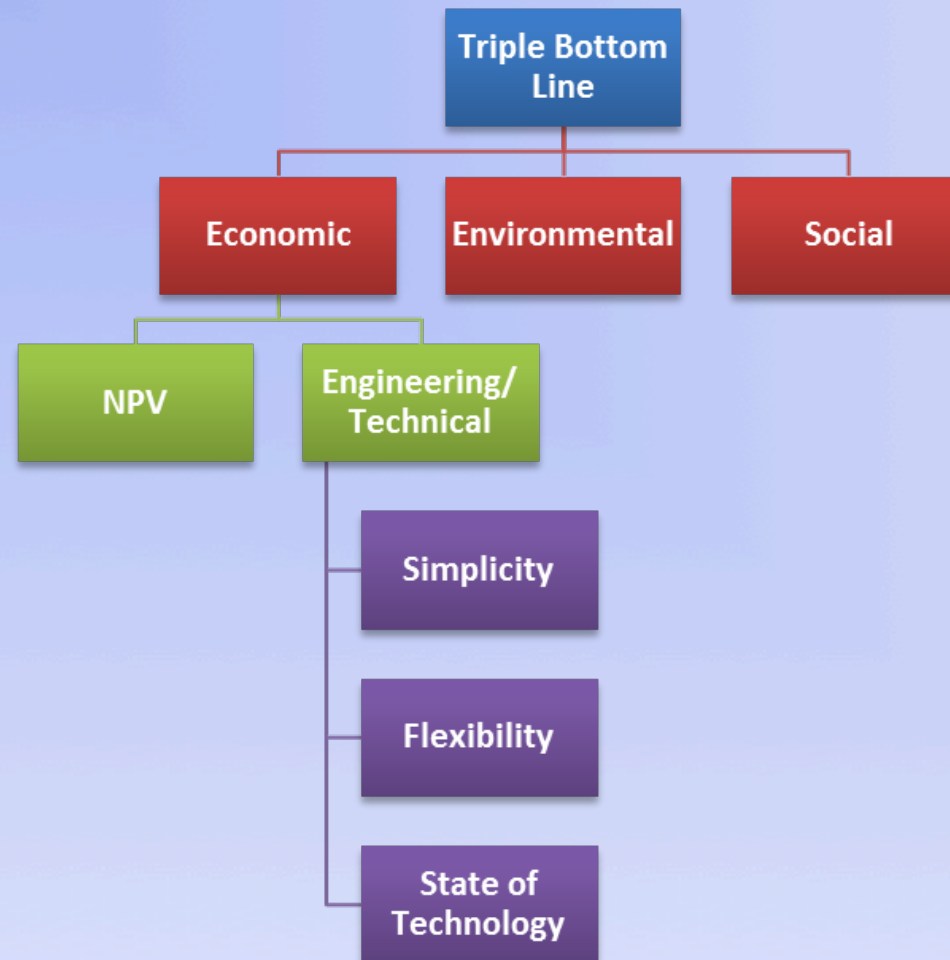 Triple Bottom
Line
Economic
Environmental
Social
NPV
Engineering/
Technical
Simplicity
Flexibility
State of
Technology